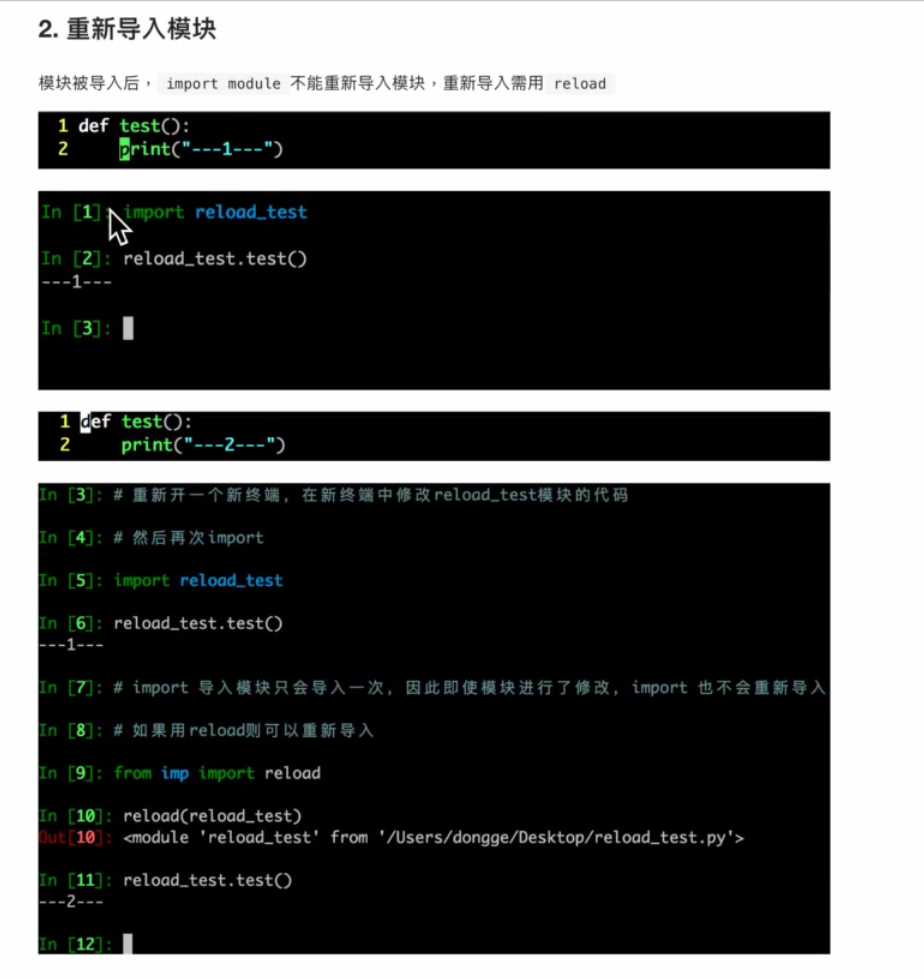 2. 重新导入模块
模块被导入后， import module 不能重新导入模块，重新导入需用 reload
1 def test():
2 print("---1---")
In [1]: import reload_test
In [2]: reload_test.test()
---1---
In [3]:
1 def test():
2 print("---2---")
In [3]: # 重新开一个新终端, 在新终端中修改reload_test模块的代码
In [4]: # 然后再次import
In [5]: import reload_test
In [6]: reload_test.test()
---1---
In [7]: # import 导入模块只会导入一次, 因此即使模块进行了修改, import 也不会重新导入
In [8]: # 如果用reload则可以重新导入
In [9]: from imp import reload
In [10]: reload(reload_test)
Out[10]: <module 'reload_test' from '/Users/dongge/Desktop/reload_test.py'>
In [11]: reload_test.test()
---2---
In [12]: